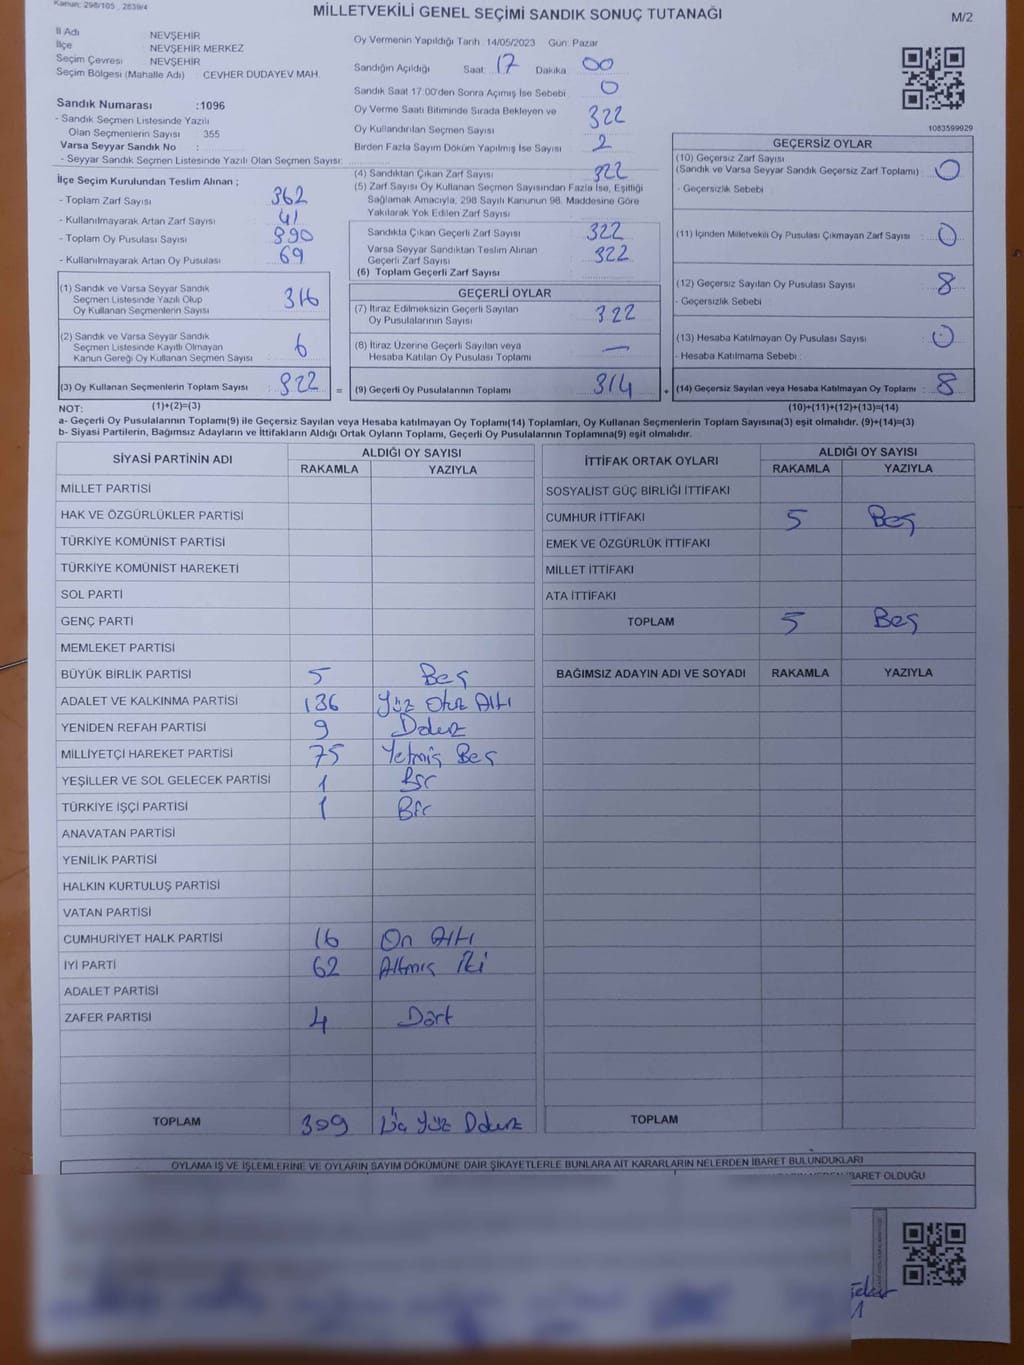 Kanun: 298/105 , 2839/4
MİLLETVEKİLİ GENEL SEÇİMİ SANDIK SONUÇ TUTANAĞI
M/2
İl Adı NEVŞEHİR
İlçe : NEVŞEHİR MERKEZ
Seçim Çevresi : NEVŞEHİR
Seçim Bölgesi (Mahalle Adı) CEVHER DUDAYEV MAH.
Oy Vermenin Yapıldığı Tarih 14/05/2023 Gün: Pazar
Sandığın Açıldığı Saat: 17 Dakika 00
Sandık Saat 17:00'den Sonra Açımış İse Sebebi 0
Sandık Numarası :1096
- Sandık Seçmen Listesinde Yazılı
Olan Seçmenlerin Sayısı : 355
Varsa Seyyar Sandık No :
- Seyyar Sandık Seçmen Listesinde Yazılı Olan Seçmen Sayısı:
Oy Verme Saati Bitiminde Sırada Bekleyen ve
Oy Kullandırılan Seçmen Sayısı 322
Birden Fazla Sayım Döküm Yapılmış İse Sayısı 2
1083599929
İlçe Seçim Kurulundan Teslim Alınan ;
- Toplam Zarf Sayısı 362
- Kullanılmayarak Artan Zarf Sayısı 41
- Toplam Oy Pusulası Sayısı 390
- Kullanılmayarak Artan Oy Pusulası 69
(1) Sandık ve Varsa Seyyar Sandık
Seçmen Listesinde Yazılı Olup
Oy Kullanan Seçmenlerin Sayısı : 316
(2) Sandık ve Varsa Seyyar Sandık
Seçmen Listesinde Kayıtlı Olmayan
Kanun Gereği Oy Kullanan Seçmen Sayısı : 6
(3) Oy Kullanan Seçmenlerin Toplam Sayısı : 322 =
(4) Sandıktan Çıkan Zarf Sayısı 322
(5) Zarf Sayısı Oy Kullanan Seçmen Sayısından Fazla İse, Eşitliği
Sağlamak Amacıyla, 298 Sayılı Kanunun 98. Maddesine Göre
Yakılarak Yok Edilen Zarf Sayısı :
Sandıkta Çıkan Geçerli Zarf Sayısı : 322
Varsa Seyyar Sandıktan Teslim Alınan
Geçerli Zarf Sayısı : 322
(6) Toplam Geçerli Zarf Sayısı
GEÇERLİ OYLAR
(7) İtiraz Edilmeksizin Geçerli Sayılan
Oy Pusulalarının Sayısı : 322
(8) İtiraz Üzerine Geçerli Sayılan veya
Hesaba Katılan Oy Pusulası Toplamı : —
(9) Geçerli Oy Pusulalarının Toplamı : 314 +
GEÇERSİZ OYLAR
(10) Geçersiz Zarf Sayısı
(Sandık ve Varsa Seyyar Sandık Geçersiz Zarf Toplamı) : 0
- Geçersizlik Sebebi :
(11) İçinden Milletvekili Oy Pusulası Çıkmayan Zarf Sayısı : 0
(12) Geçersiz Sayılan Oy Pusulası Sayısı : 8
- Geçersizlik Sebebi :
(13) Hesaba Katılmayan Oy Pusulası Sayısı : 0
- Hesaba Katılmama Sebebi :
(14) Geçersiz Sayılan veya Hesaba Katılmayan Oy Toplamı : 8
NOT: (1)+(2)=(3) (10)+(11)+(12)+(13)=(14)
a- Geçerli Oy Pusulalarının Toplamı(9) ile Geçersiz Sayılan veya Hesaba katılmayan Oy Toplamı(14) Toplamları, Oy Kullanan Seçmenlerin Toplam Sayısına(3) eşit olmalıdır. (9)+(14)=(3)
b- Siyasi Partilerin, Bağımsız Adayların ve İttifakların Aldığı Ortak Oyların Toplamı, Geçerli Oy Pusulalarının Toplamına(9) eşit olmalıdır.
SİYASİ PARTİNİN ADI ALDIĞI OY SAYISI
RAKAMLA YAZIYLA
MİLLET PARTİSİ
HAK VE ÖZGÜRLÜKLER PARTİSİ
TÜRKİYE KOMÜNİST PARTİSİ
TÜRKİYE KOMÜNİST HAREKETİ
SOL PARTİ
GENÇ PARTİ
MEMLEKET PARTİSİ
BÜYÜK BİRLİK PARTİSİ 5 Beş
ADALET VE KALKINMA PARTİSİ 136 Yüz Otuz Altı
YENİDEN REFAH PARTİSİ 9 Dokuz
MİLLİYETÇİ HAREKET PARTİSİ 75 Yetmiş Beş
YEŞİLLER VE SOL GELECEK PARTİSİ 1 Bir
TÜRKİYE İŞÇİ PARTİSİ 1 Bir
ANAVATAN PARTİSİ
YENİLİK PARTİSİ
HALKIN KURTULUŞ PARTİSİ
VATAN PARTİSİ
CUMHURİYET HALK PARTİSİ 16 On Altı
İYİ PARTİ 62 Altmış İki
ADALET PARTİSİ
ZAFER PARTİSİ 4 Dört
TOPLAM 309 Üç Yüz Dokuz
İTTİFAK ORTAK OYLARI ALDIĞI OY SAYISI
RAKAMLA YAZIYLA
SOSYALİST GÜÇ BİRLİĞİ İTTİFAKI
CUMHUR İTTİFAKI 5 Beş
EMEK VE ÖZGÜRLÜK İTTİFAKI
MİLLET İTTİFAKI
ATA İTTİFAKI
TOPLAM 5 Beş
BAĞIMSIZ ADAYIN ADI VE SOYADI RAKAMLA YAZIYLA
TOPLAM
OYLAMA İŞ VE İŞLEMLERİNE VE OYLARIN SAYIM DÖKÜMÜNE DAİR ŞİKAYETLERLE BUNLARA AİT KARARLARIN NELERDEN İBARET BULUNDUKLARI
İBARET OLDUĞU